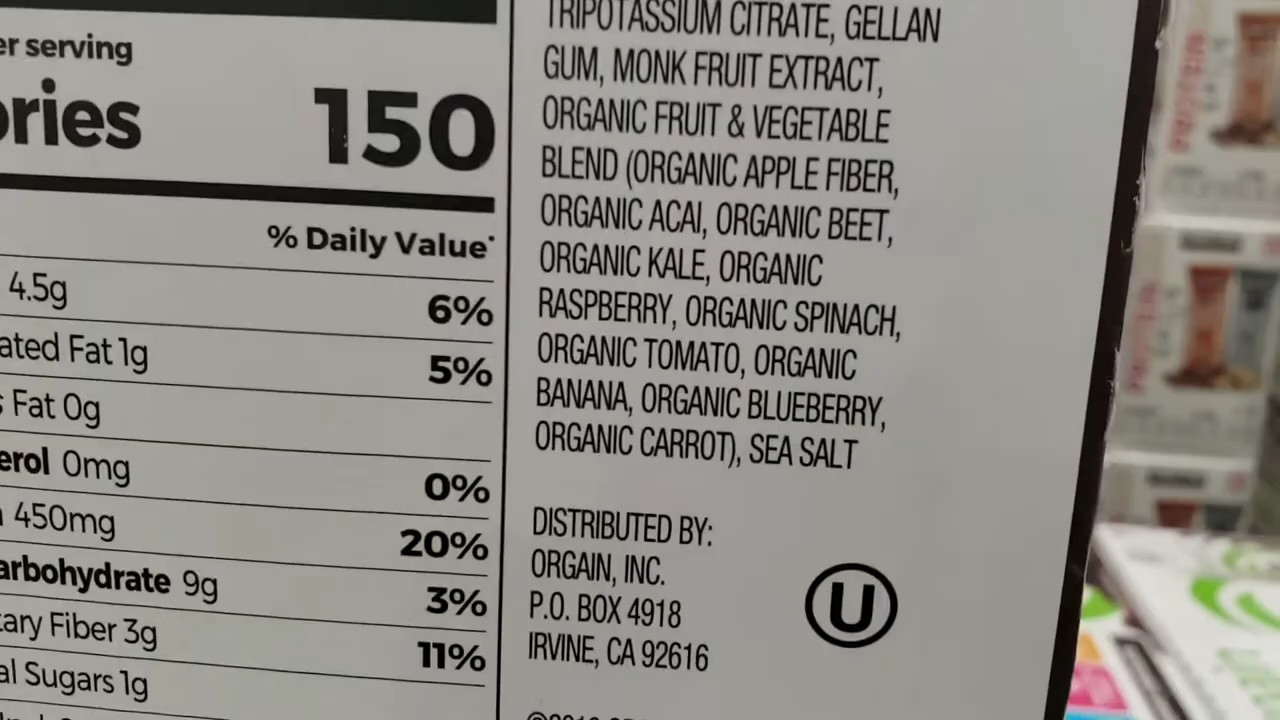 er serving
ories 150
% Daily Value*
4.5g 6%
ated Fat 1g 5%
s Fat 0g
erol 0mg 0%
450mg 20%
arbohydrate 9g 3%
tary Fiber 3g 11%
al Sugars 1g
TRIPOTASSIUM CITRATE, GELLAN
GUM, MONK FRUIT EXTRACT,
ORGANIC FRUIT & VEGETABLE
BLEND (ORGANIC APPLE FIBER,
ORGANIC ACAI, ORGANIC BEET,
ORGANIC KALE, ORGANIC
RASPBERRY, ORGANIC SPINACH,
ORGANIC TOMATO, ORGANIC
BANANA, ORGANIC BLUEBERRY,
ORGANIC CARROT), SEA SALT
DISTRIBUTED BY:
ORGAIN, INC.
P.O. BOX 4918
IRVINE, CA 92616
U